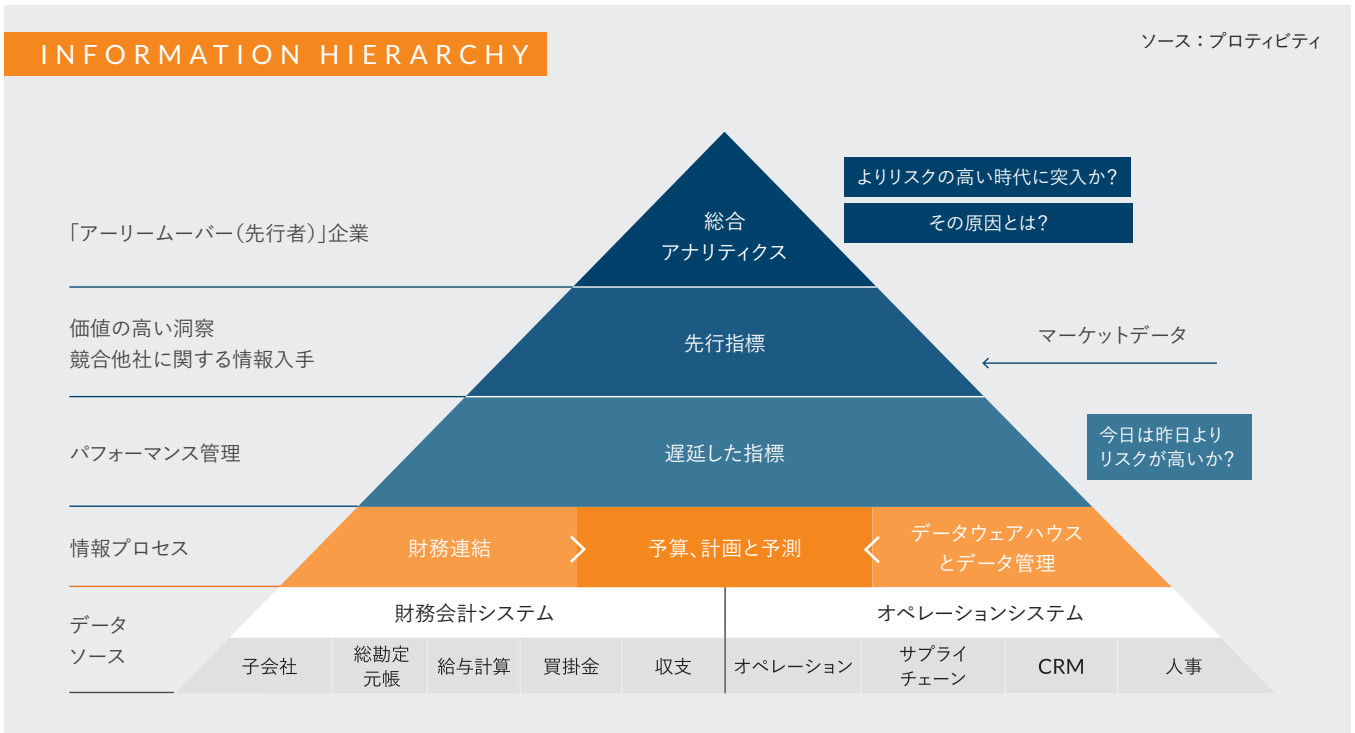 INFORMATION HIERARCHY
ソース：プロティビティ
よりリスクの高い時代に突入か？
その原因とは？
「アーリームーバー（先行者）」企業
総合
アナリティクス
価値の高い洞察
競合他社に関する情報入手
先行指標
マーケットデータ
パフォーマンス管理
遅延した指標
今日は昨日より
リスクが高いか？
情報プロセス
財務連結
予算、計画と予測
データウェアハウス
とデータ管理
データ
ソース
財務会計システム
オペレーションシステム
子会社
総勘定
元帳
給与計算
買掛金
収支
オペレーション
サプライ
チェーン
CRM
人事